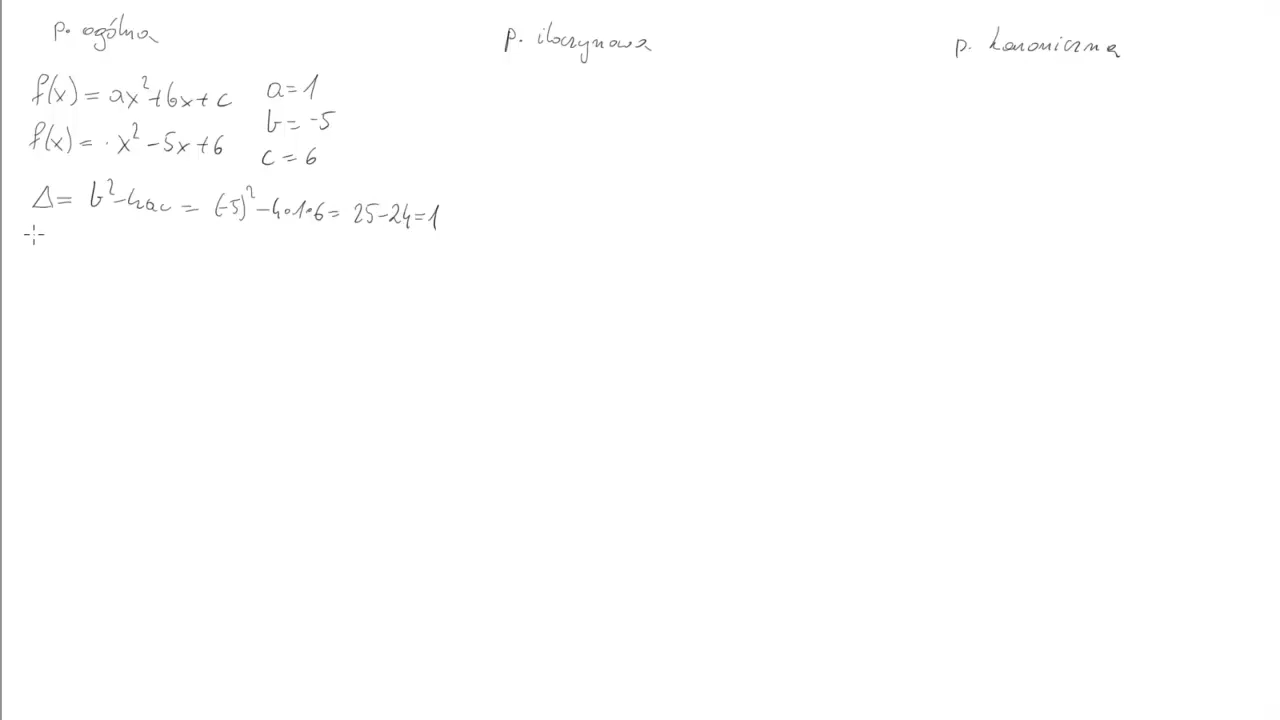 p. ogólna
p. iloczynowa
p. kanoniczna
f(x) = ax²+bx+c
a=1
f(x) = x² – 5x + 6
b = -5
c = 6
Δ = b²-4ac = (-5)² – 4•1•6 = 25-24=1